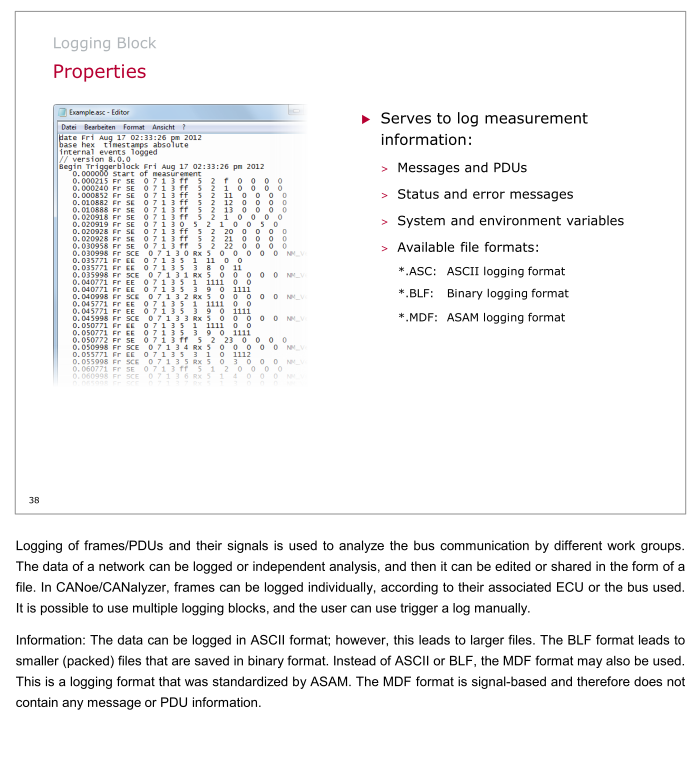 Logging Block
Properties
Example.asc - Editor
Datei Bearbeiten Format Ansicht ?
date Fri Aug 17 02:33:26 pm 2012
base hex timestamps absolute
internal events logged
// version 8.0.0
Begin Triggerblock Fri Aug 17 02:33:26 pm 2012
0.000000 Start of measurement
0.000215 Fr SE 0 7 1 3 ff 5 2 f 0 0 0 0
0.000240 Fr SE 0 7 1 3 ff 5 2 1 0 0 0 0
0.000852 Fr SE 0 7 1 3 ff 5 2 11 0 0 0 0
0.010882 Fr SE 0 7 1 3 ff 5 2 12 0 0 0 0
0.010888 Fr SE 0 7 1 3 ff 5 2 13 0 0 0 0
0.020918 Fr SE 0 7 1 3 ff 5 2 1 0 0 0 0
0.020919 Fr SE 0 7 1 3 0 5 2 1 0 0 5 0
0.020928 Fr SE 0 7 1 3 ff 5 2 20 0 0 0 0
0.020928 Fr SE 0 7 1 3 ff 5 2 21 0 0 0 0
0.030958 Fr SE 0 7 1 3 ff 5 2 22 0 0 0 0
0.030998 Fr SCE 0 7 1 3 0 Rx 5 0 0 0 0 0
0.035771 Fr EE 0 7 1 3 5 1 11 0 0
0.035771 Fr EE 0 7 1 3 5 3 8 0 11
0.035998 Fr SCE 0 7 1 3 1 Rx 5 0 0 0 0 0
0.040771 Fr EE 0 7 1 3 5 1 1111 0 0
0.040771 Fr EE 0 7 1 3 5 3 9 0 1111
0.040998 Fr SCE 0 7 1 3 2 Rx 5 0 0 0 0 0
0.045771 Fr EE 0 7 1 3 5 1 1111 0 0
0.045771 Fr EE 0 7 1 3 5 3 9 0 1111
0.045998 Fr SCE 0 7 1 3 3 Rx 5 0 0 0 0 0
0.050771 Fr EE 0 7 1 3 5 1 1111 0 0
0.050771 Fr EE 0 7 1 3 5 3 9 0 1111
0.050772 Fr SE 0 7 1 3 ff 5 2 23 0 0 0 0
0.050998 Fr SCE 0 7 1 3 4 Rx 5 0 0 0 0 0
0.055771 Fr EE 0 7 1 3 5 3 1 0 1112
0.055998 Fr SCE 0 7 1 3 5 Rx 5 0 3 0 0 0
0.060771 Fr SE 0 7 1 3 ff 5 1 2 0 0 0 0
0.060998 Fr SCE 0 7 1 3 6 Rx 5 1 4 0 0 0
Serves to log measurement
information:
> Messages and PDUs
> Status and error messages
> System and environment variables
> Available file formats:
*.ASC: ASCII logging format
*.BLF: Binary logging format
*.MDF: ASAM logging format
38
Logging of frames/PDUs and their signals is used to analyze the bus communication by different work groups.
The data of a network can be logged or independent analysis, and then it can be edited or shared in the form of a
file. In CANoe/CANalyzer, frames can be logged individually, according to their associated ECU or the bus used.
It is possible to use multiple logging blocks, and the user can use trigger a log manually.
Information: The data can be logged in ASCII format; however, this leads to larger files. The BLF format leads to
smaller (packed) files that are saved in binary format. Instead of ASCII or BLF, the MDF format may also be used.
This is a logging format that was standardized by ASAM. The MDF format is signal-based and therefore does not
contain any message or PDU information.